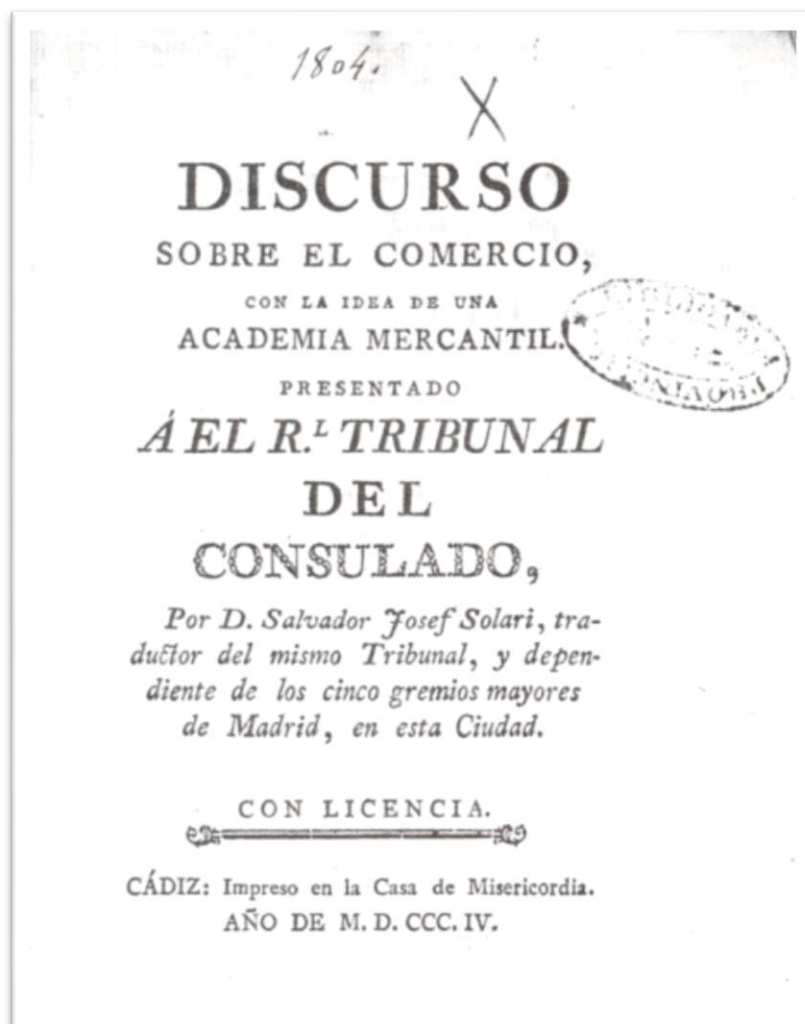 1804.
X
DISCURSO
SOBRE EL COMERCIO,
CON LA IDEA DE UNA
ACADEMIA MERCANTIL.
PRESENTADO
Á EL R.L TRIBUNAL
DEL
CONSULADO,
Por D. Salvador Josef Solari, tra-
ductor del mismo Tribunal, y depen-
diente de los cinco gremios mayores
de Madrid, en esta Ciudad.
CON LICENCIA.
CÁDIZ: Impreso en la Casa de Misericordia.
AÑO DE M. D. CCC. IV.